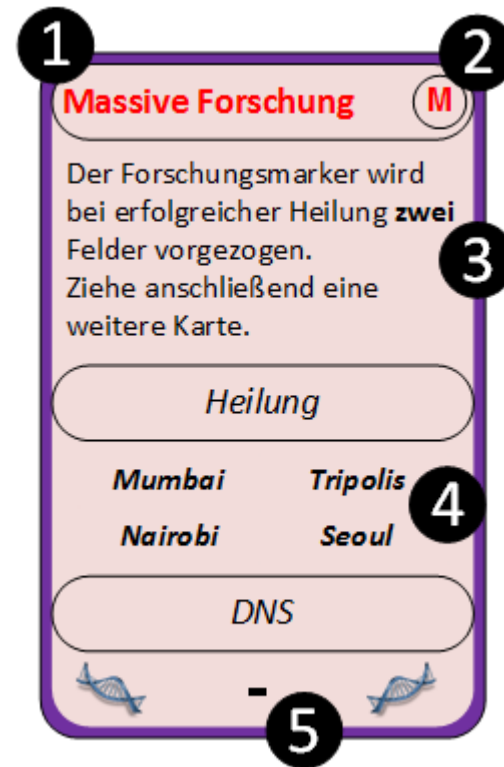 1
2
Massive Forschung M
Der Forschungsmarker wird
bei erfolgreicher Heilung zwei
Felder vorgezogen.
3
Ziehe anschließend eine
weitere Karte.
Heilung
Mumbai Tripolis
4
Nairobi Seoul
DNS
-
5